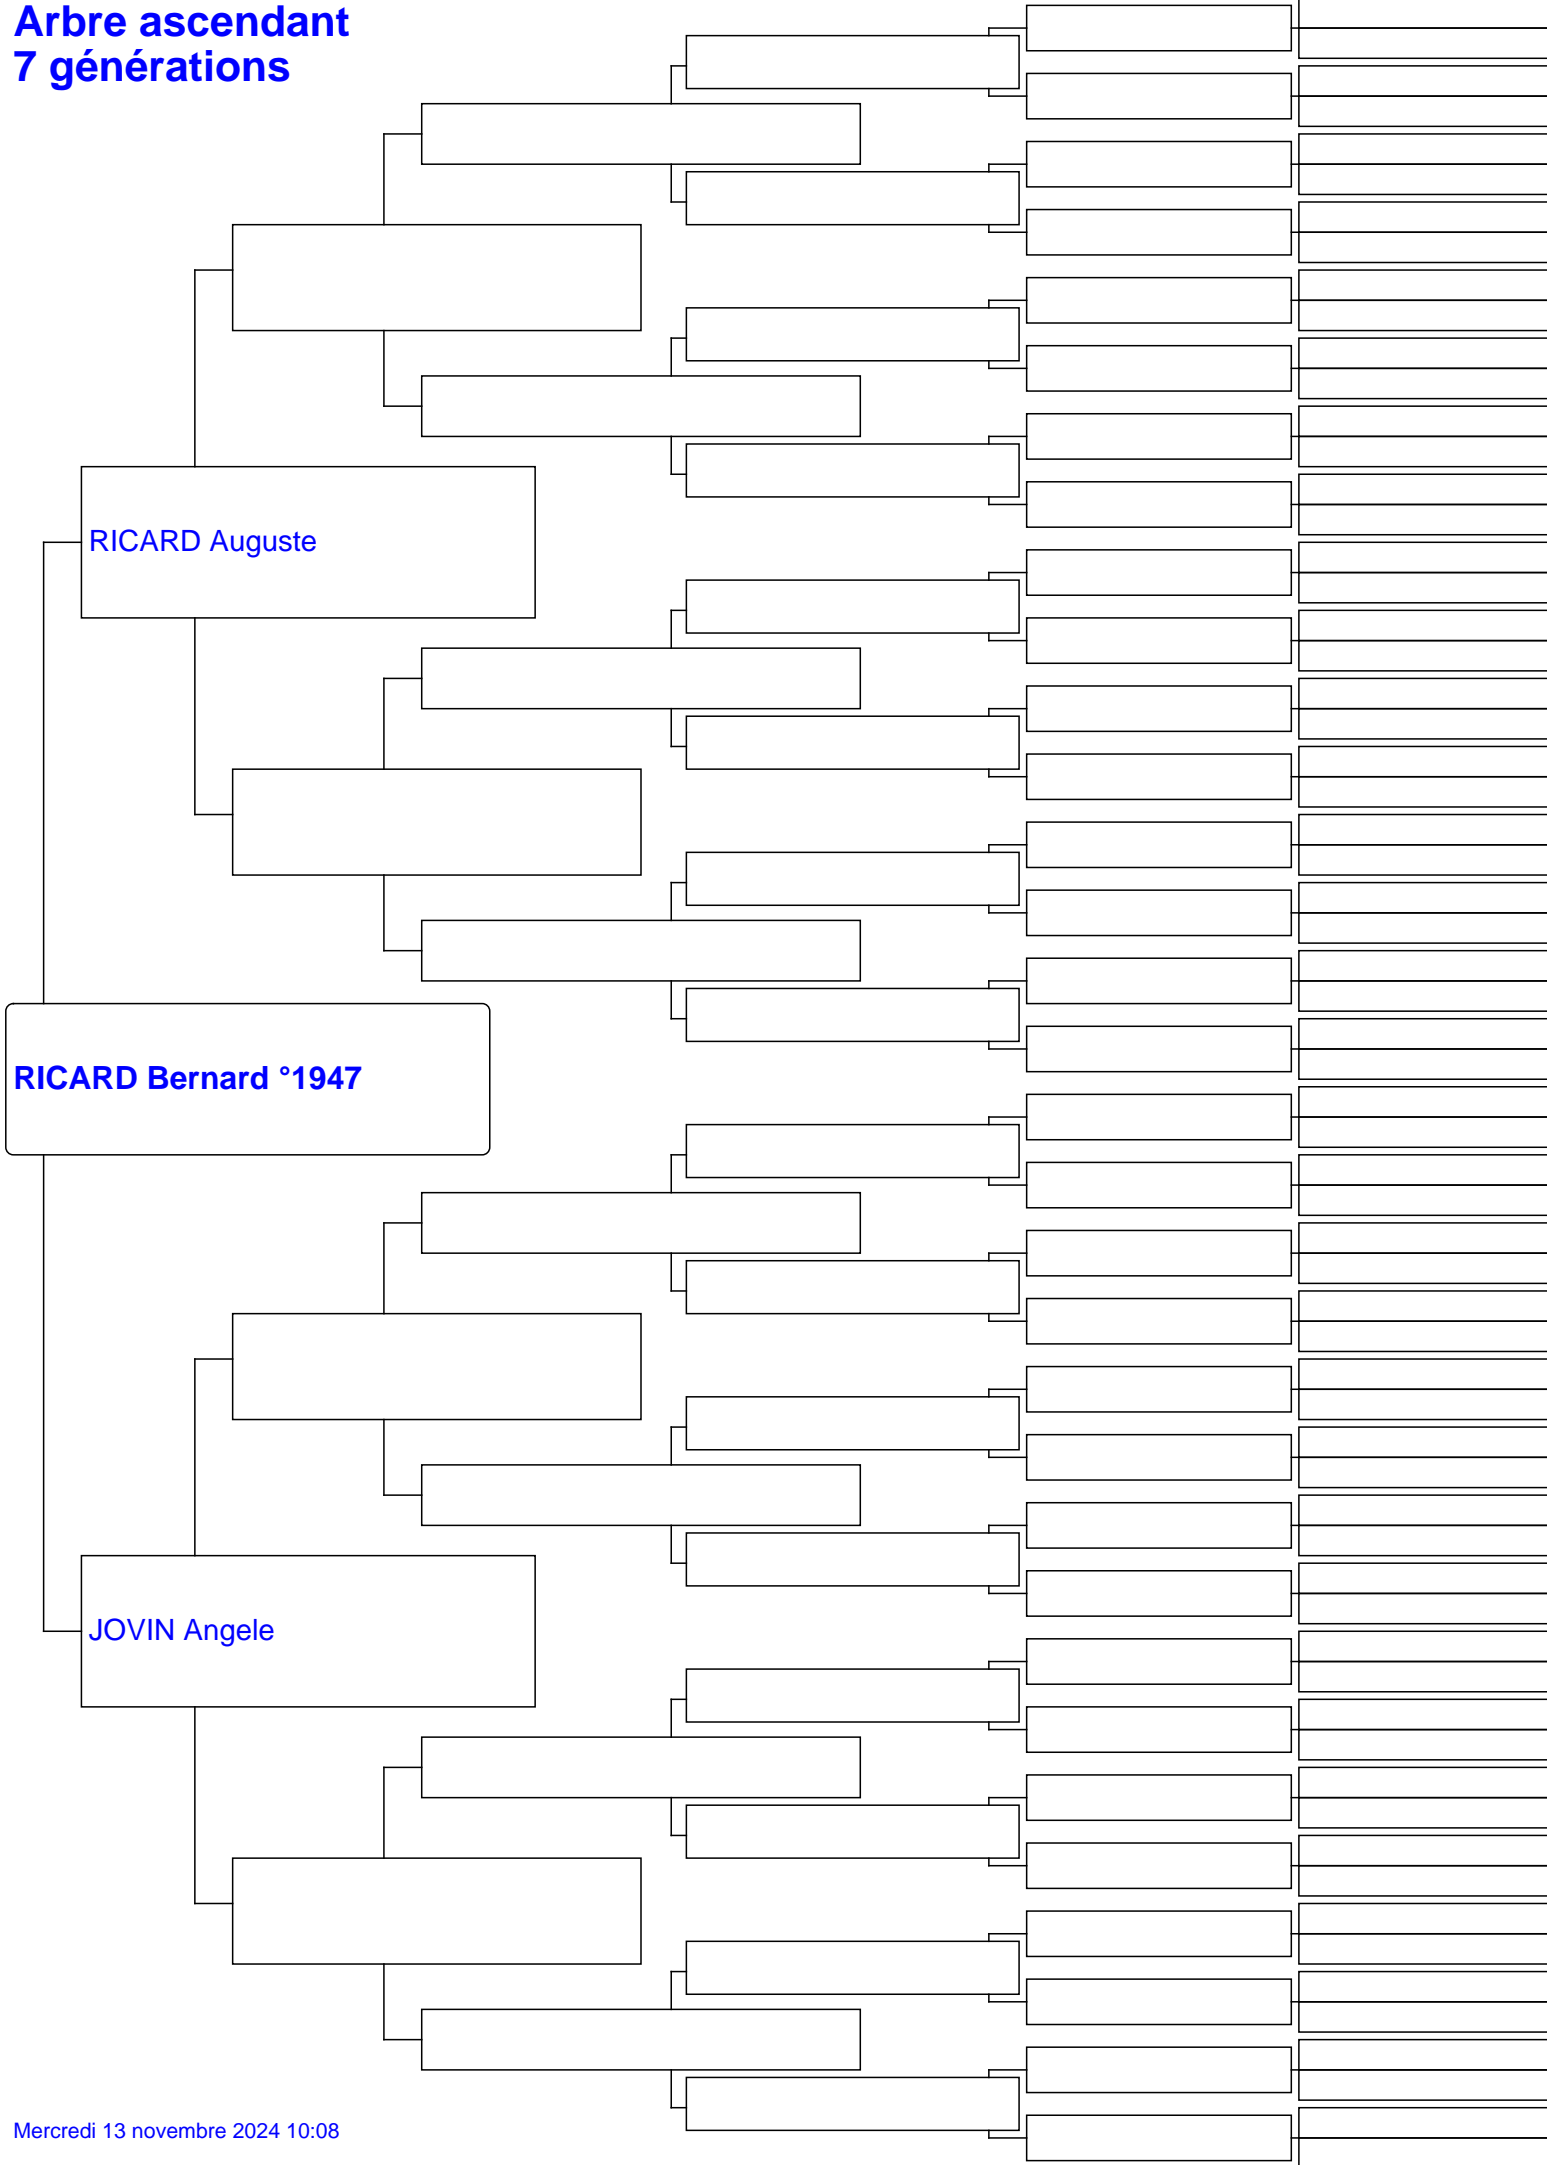 Arbre ascendant
7 générations
RICARD Auguste
RICARD Bernard °1947
JOVIN Angele
Mercredi 13 novembre 2024 10:08